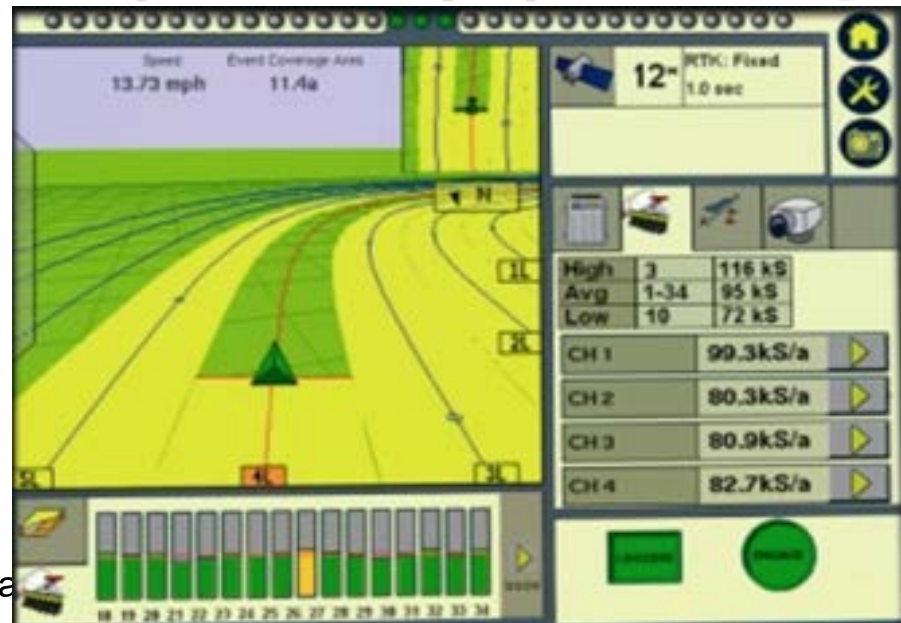 Speed
Event Coverage Area
13.73 mph
11.4a
12"
RTK: Fixed
1.0 sec
N
1L
2L
3L
4L
5L
High 3 116 kS
Avg 1-34 95 kS
Low 10 72 kS
CH 1 99.3kS/a
CH 2 80.3kS/a
CH 3 80.9kS/a
CH 4 82.7kS/a
18 19 20 21 22 23 24 25 26 27 28 29 30 31 32 33 34
a